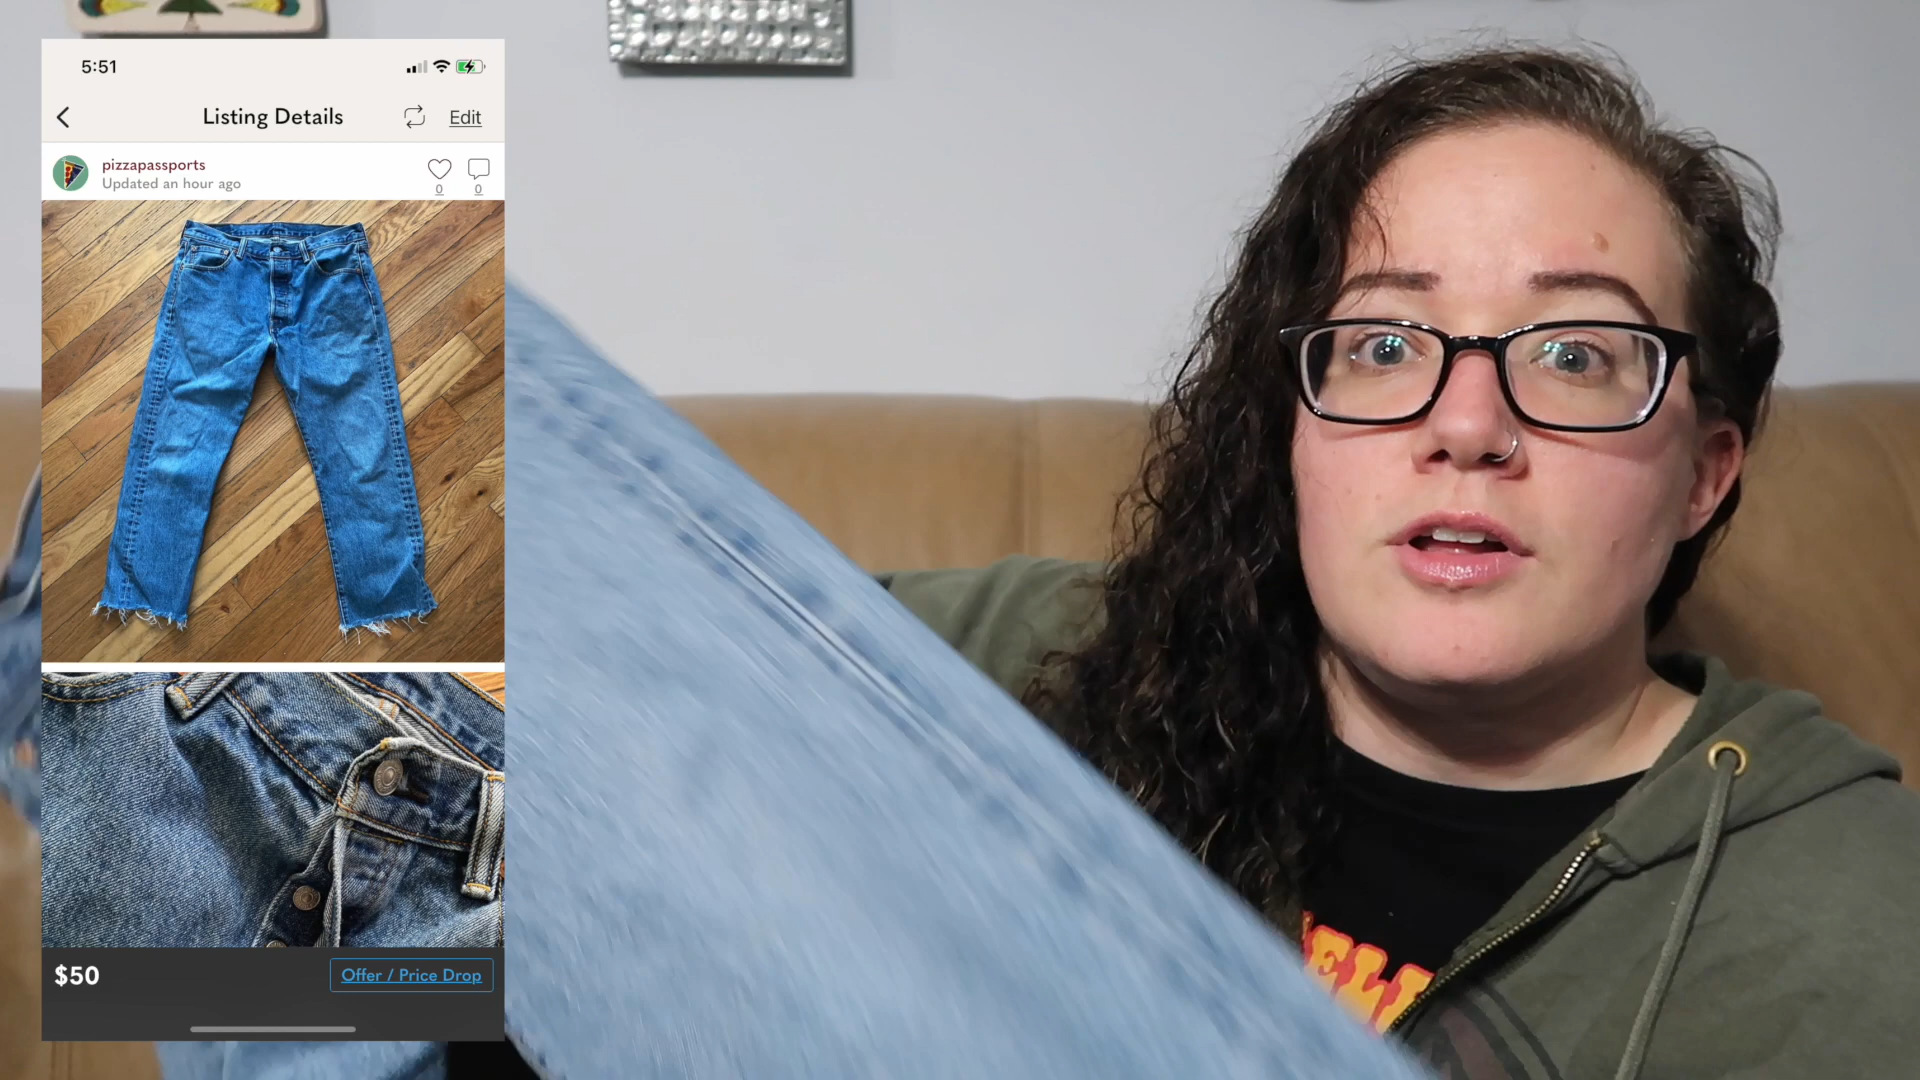 5:51
Listing Details
Edit
pizzapassports
Updated an hour ago
0
0
$50
Offer / Price Drop